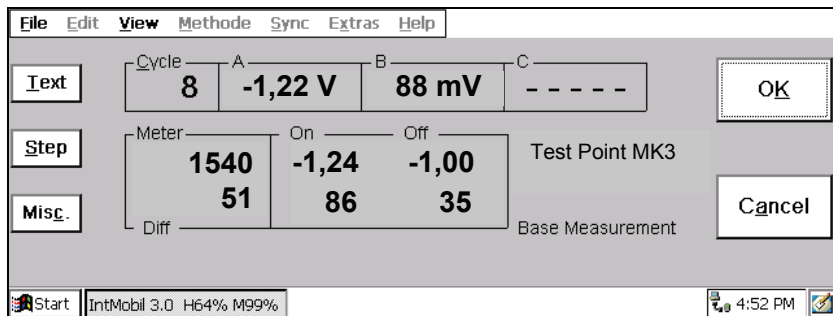 File Edit View Methode Sync Extras Help
Text
Cycle A B C
8 -1,22 V 88 mV - - - - -
OK
Step
Meter On Off
1540 -1,24 -1,00
51 86 35
Diff
Test Point MK3
Base Measurement
Misc.
Cancel
Start IntMobil 3.0 H64% M99% 4:52 PM